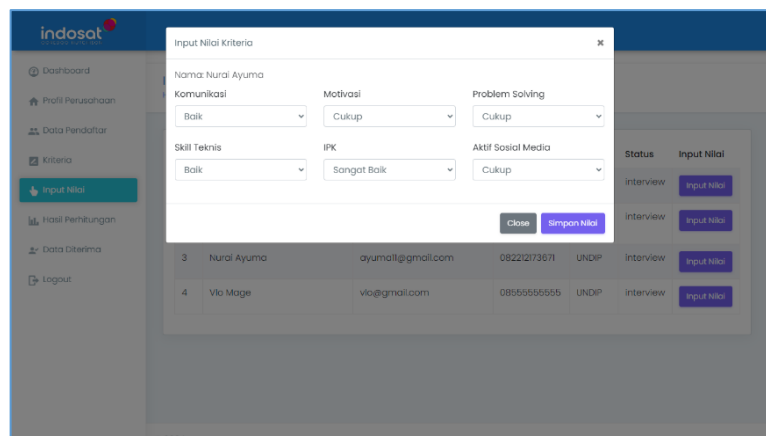 indosat
Dashboard
Profil Perusahaan
Data Pendaftar
Kriteria
Input Nilai
Hasil Perhitungan
Data Diterima
Logout
Input Nilai Kriteria ×
Nama: Nurai Ayuma
Komunikasi Motivasi Problem Solving
Baik Cukup Cukup
Skill Teknis IPK Aktif Sosial Media
Baik Sangat Baik Cukup
Close Simpan Nilai
Status Input Nilai
interview Input Nilai
interview Input Nilai
3 Nurai Ayuma ayuma11@gmail.com 082212173671 UNDIP interview Input Nilai
4 Vio Mage vio@gmail.com 08555555555 UNDIP interview Input Nilai